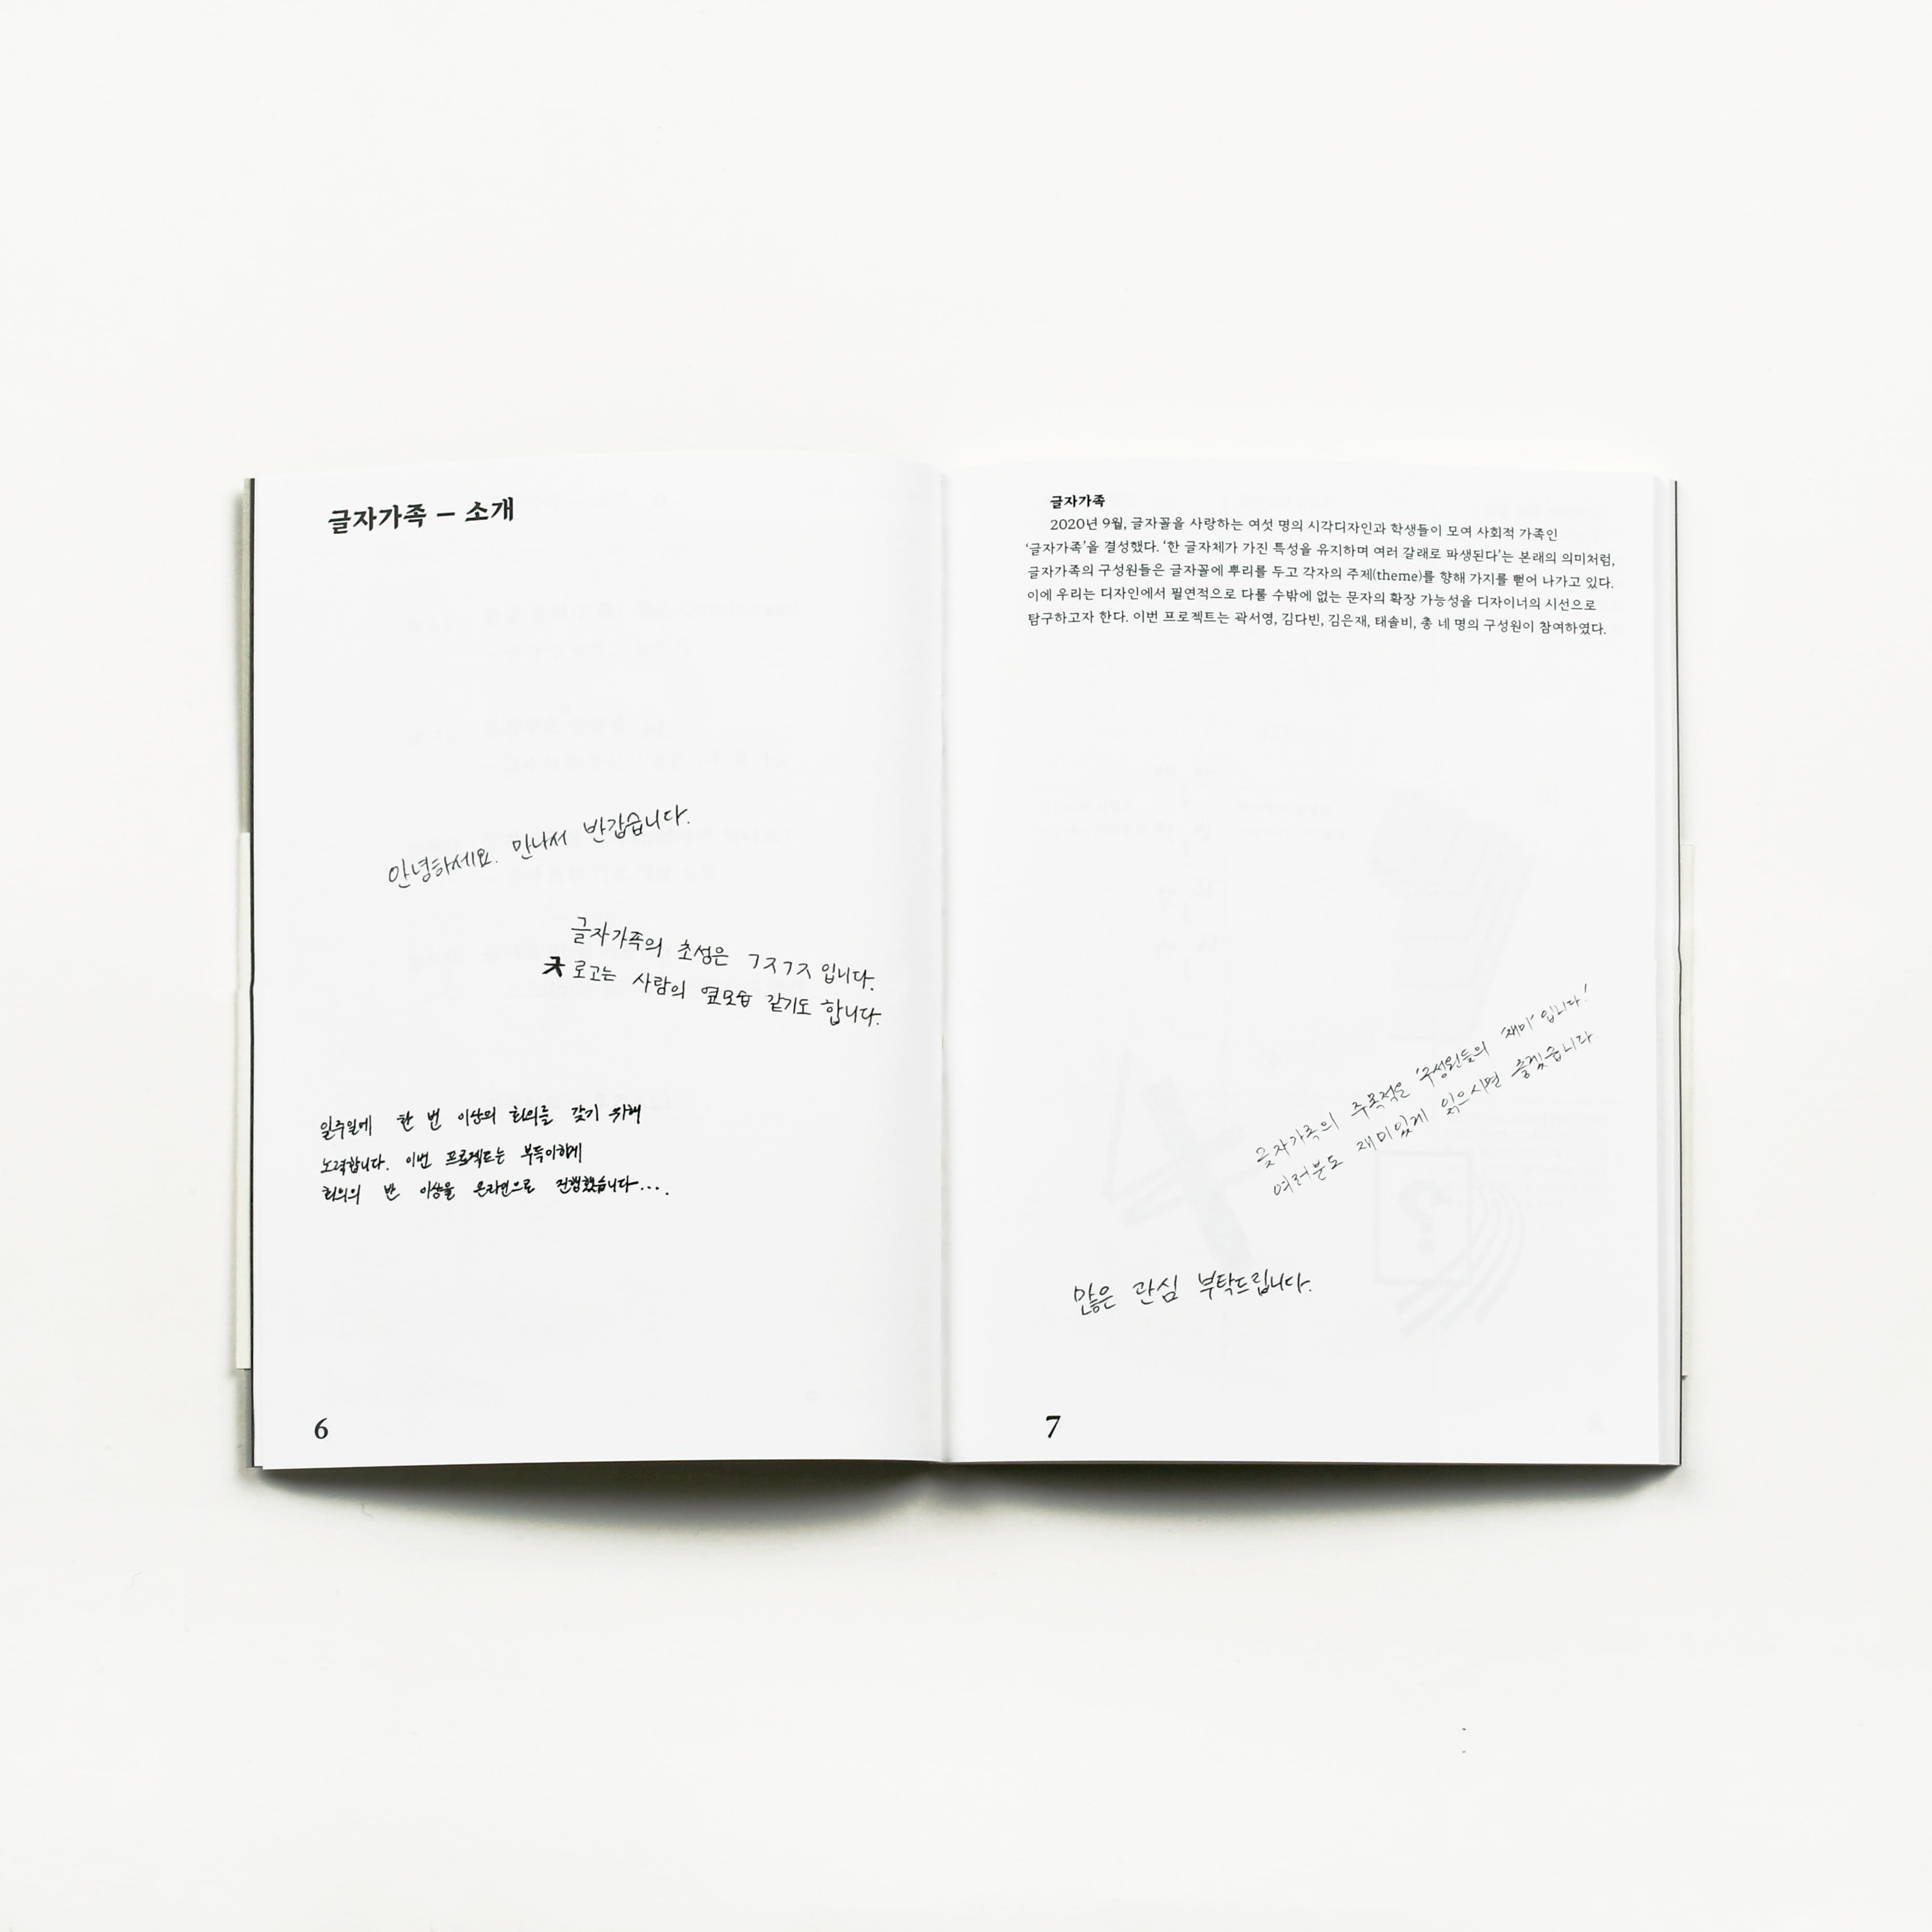 글자가족 – 소개
안녕하세요. 만나서 반갑습니다.
글자가족의 초성은 ㄱㅈㄱㅈ 입니다.
로고는 사람의 옆모습 같기도 합니다.
일주일에 한 번 이상의 회의를 갖기 위해
노력합니다. 이번 프로젝트는 부득이하게
회의의 반 이상을 온라인으로 진행했습니다....
6
글자가족
2020년 9월, 글자꼴을 사랑하는 여섯 명의 시각디자인과 학생들이 모여 사회적 가족인
‘글자가족’을 결성했다. ‘한 글자체가 가진 특성을 유지하며 여러 갈래로 파생된다’는 본래의 의미처럼,
글자가족의 구성원들은 글자꼴에 뿌리를 두고 각자의 주제(theme)를 향해 가지를 뻗어 나가고 있다.
이에 우리는 디자인에서 필연적으로 다룰 수밖에 없는 문자의 확장 가능성을 디자이너의 시선으로
탐구하고자 한다. 이번 프로젝트는 곽서영, 김다빈, 김은재, 태솔비, 총 네 명의 구성원이 참여하였다.
글자가족의 주목적은 ‘구성원들의 재미’ 입니다!
여러분도 재미있게 읽으시면 좋겠습니다.
많은 관심 부탁드립니다.
7